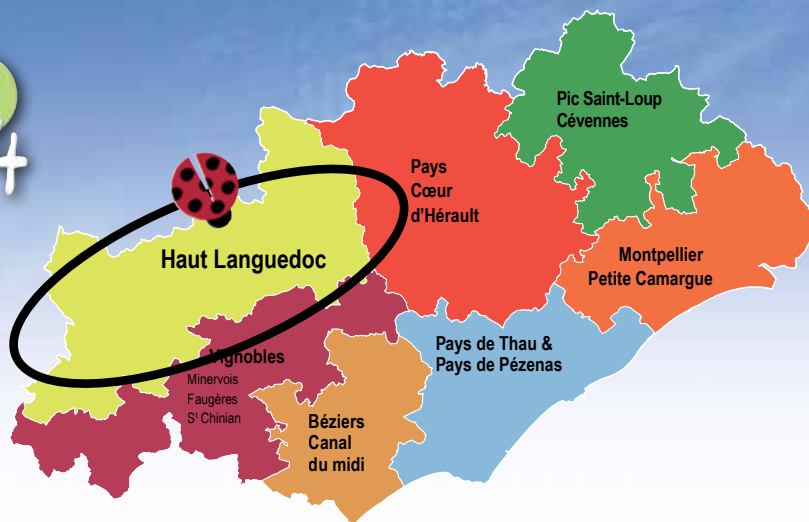 Pic Saint-Loup
Cévennes
Pays
Cœur
d'Hérault
Haut Languedoc
Montpellier
Petite Camargue
Pays de Thau &
Pays de Pézenas
Vignobles
Minervois
Faugères
St Chinian
Béziers
Canal
du midi